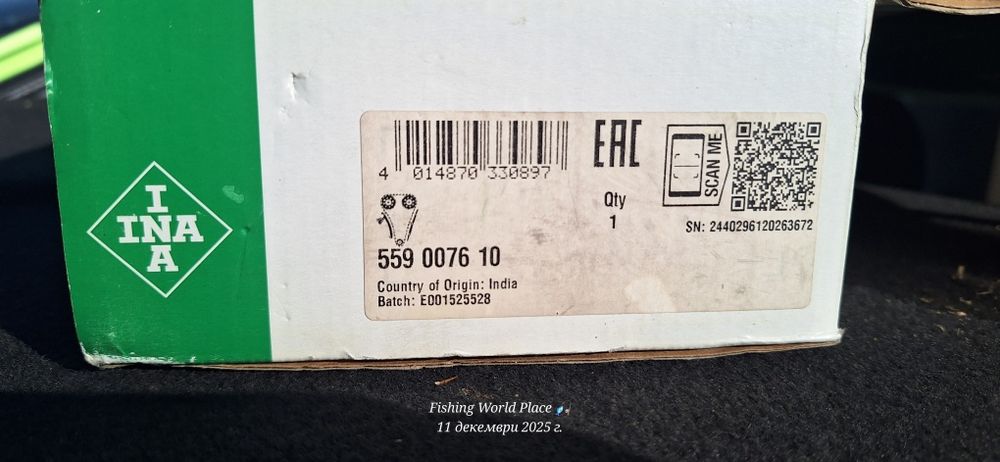 I
INA
A
4 014870 330897
EAC
SCAN ME
Qty
1
SN: 2440296120263672
559 0076 10
Country of Origin: India
Batch: E001525528
Fishing World Place
11 декември 2025 г.